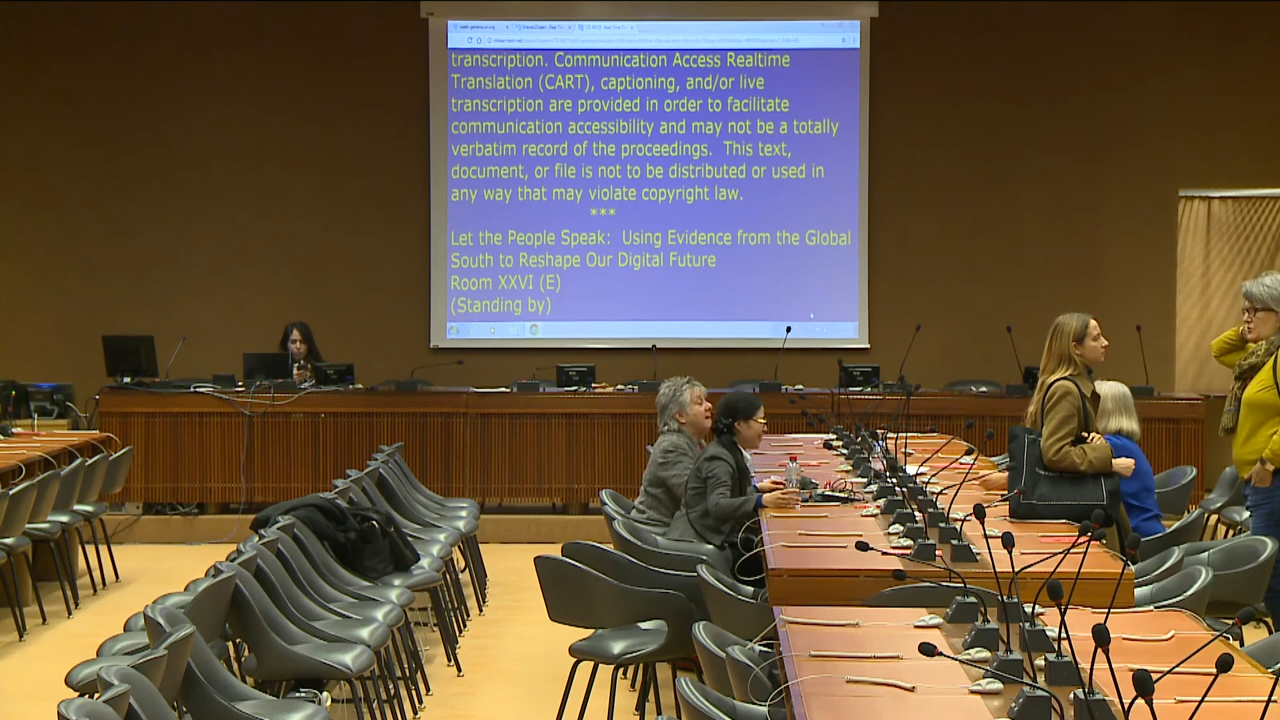 transcription. Communication Access Realtime
Translation (CART), captioning, and/or live
transcription are provided in order to facilitate
communication accessibility and may not be a totally
verbatim record of the proceedings.  This text,
document, or file is not to be distributed or used in
any way that may violate copyright law.
***
Let the People Speak:  Using Evidence from the Global
South to Reshape Our Digital Future
Room XXVI (E)
(Standing by)